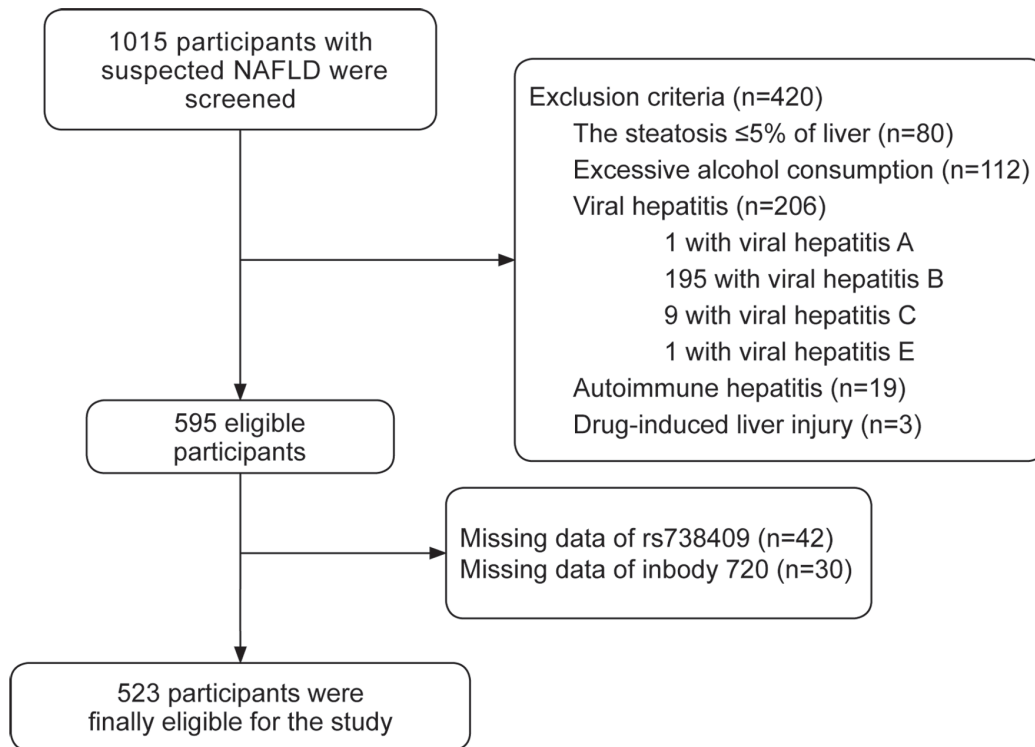 1015 participants with
suspected NAFLD were
screened
Exclusion criteria (n=420)
The steatosis ≤5% of liver (n=80)
Excessive alcohol consumption (n=112)
Viral hepatitis (n=206)
1 with viral hepatitis A
195 with viral hepatitis B
9 with viral hepatitis C
1 with viral hepatitis E
Autoimmune hepatitis (n=19)
Drug-induced liver injury (n=3)
595 eligible
participants
Missing data of rs738409 (n=42)
Missing data of inbody 720 (n=30)
523 participants were
finally eligible for the study